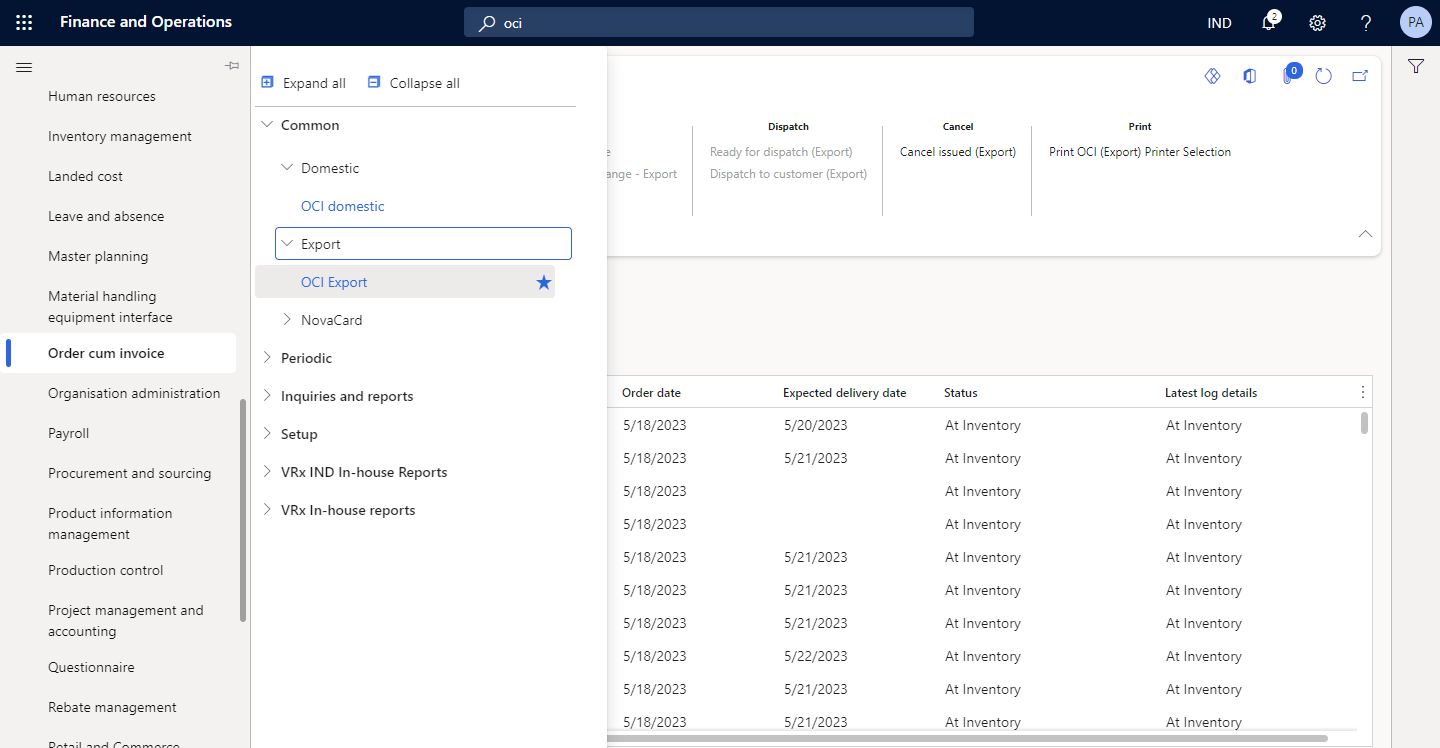 Finance and Operations
oci
IND
2
PA
Human resources
Inventory management
Landed cost
Leave and absence
Master planning
Material handling
equipment interface
Order cum invoice
Organisation administration
Payroll
Procurement and sourcing
Product information
management
Production control
Project management and
accounting
Questionnaire
Rebate management
Retail and Commerce
Expand all
Collapse all
Common
Domestic
OCI domestic
Export
OCI Export
NovaCard
Periodic
Inquiries and reports
Setup
VRx IND In-house Reports
VRx In-house reports
0
Dispatch
Cancel
Print
Ready for dispatch (Export)
Cancel issued (Export)
Print OCI (Export) Printer Selection
ange - Export
Dispatch to customer (Export)
Order date Expected delivery date Status Latest log details
5/18/2023 5/20/2023 At Inventory At Inventory
5/18/2023 5/21/2023 At Inventory At Inventory
5/18/2023 At Inventory At Inventory
5/18/2023 At Inventory At Inventory
5/18/2023 5/21/2023 At Inventory At Inventory
5/18/2023 5/21/2023 At Inventory At Inventory
5/18/2023 5/21/2023 At Inventory At Inventory
5/18/2023 5/22/2023 At Inventory At Inventory
5/18/2023 5/21/2023 At Inventory At Inventory
5/18/2023 5/21/2023 At Inventory At Inventory